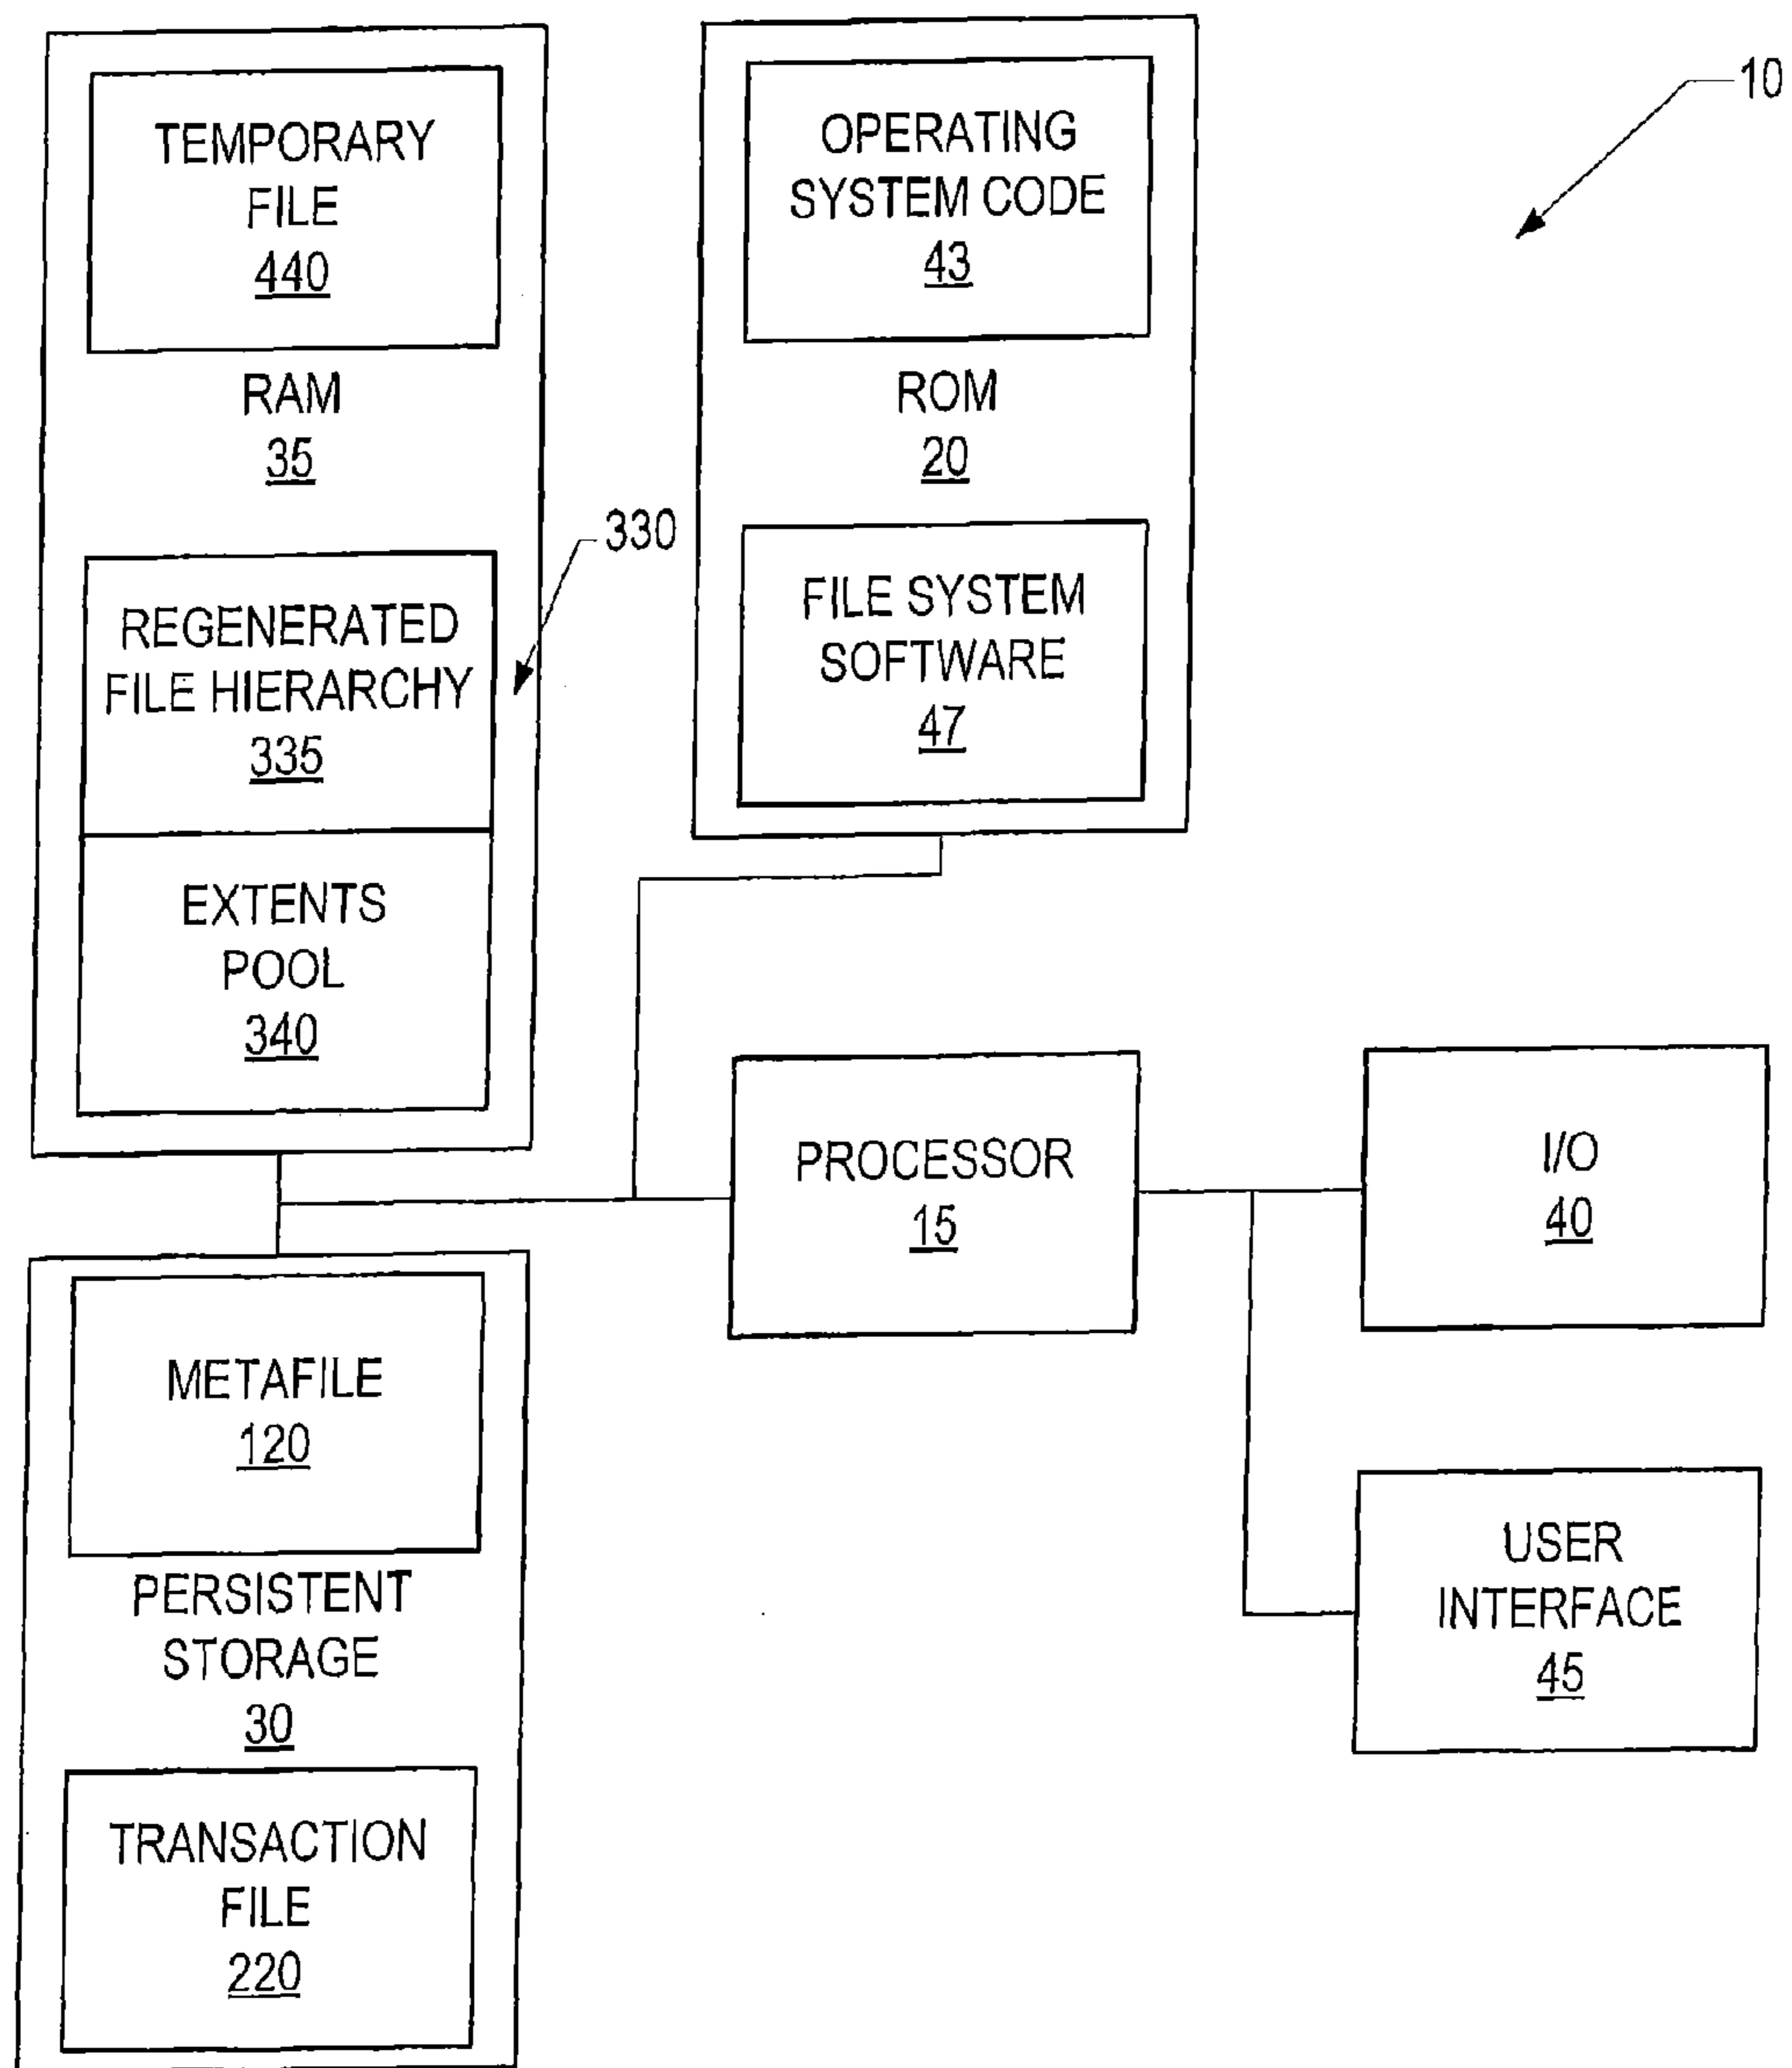 TEMPORARY
FILE
440
RAM
35
330
REGENERATED
FILE HIERARCHY
335
EXTENTS
POOL
340
OPERATING
SYSTEM CODE
43
ROM
20
FILE SYSTEM
SOFTWARE
47
10
PROCESSOR
15
I/O
40
METAFILE
120
PERSISTENT
STORAGE
30
TRANSACTION
FILE
220
USER
INTERFACE
45